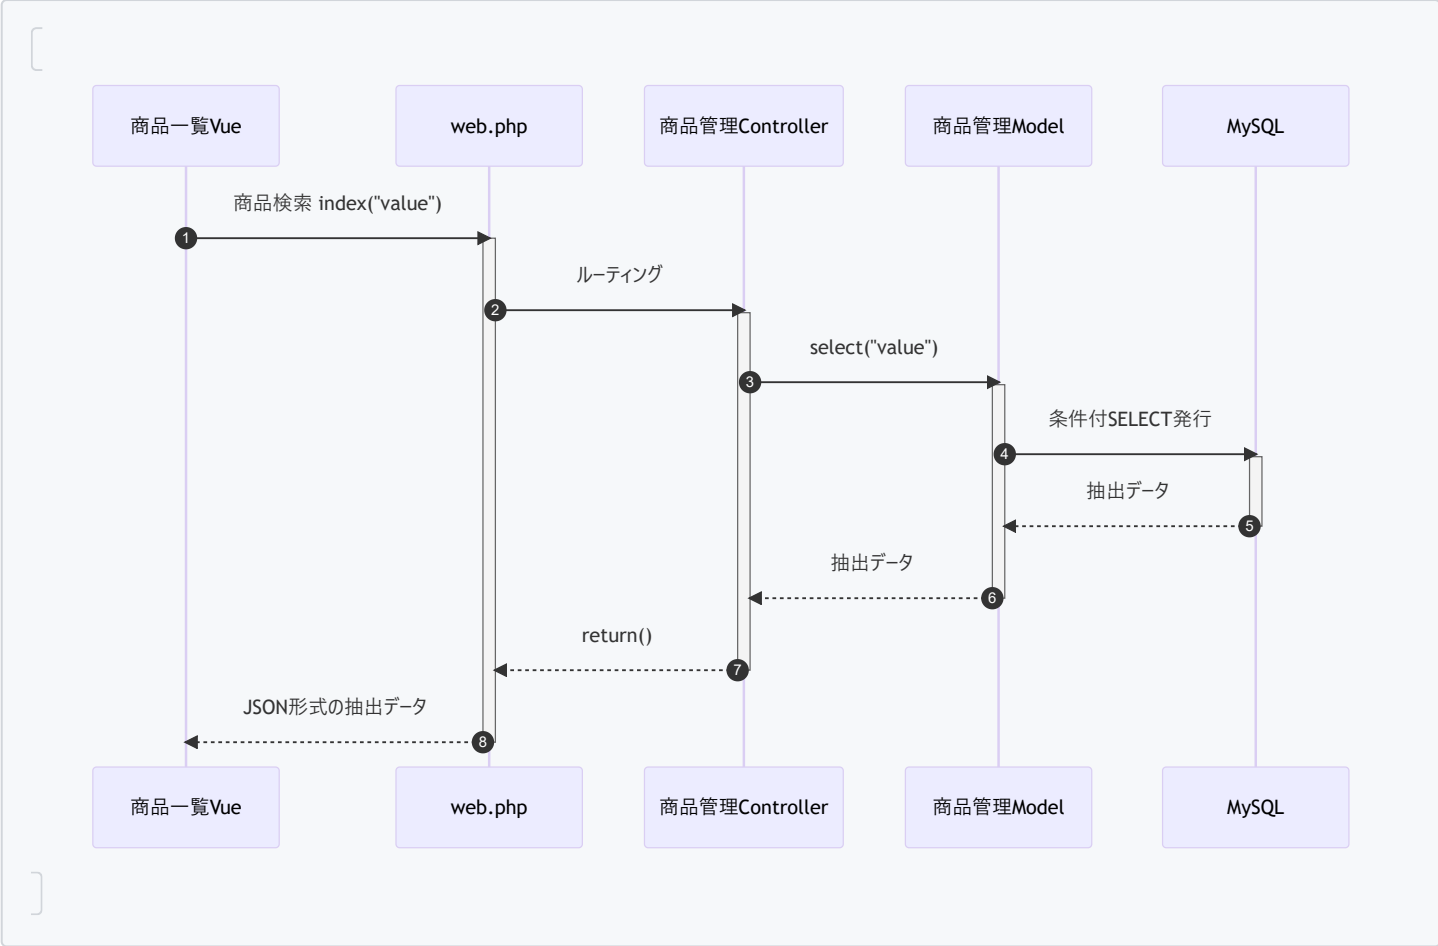 商品一覧Vue
web.php
商品管理Controller
商品管理Model
MySQL
商品検索 index("value")
1
ルーティング
2
select("value")
3
条件付SELECT発行
4
抽出データ
5
抽出データ
6
return()
7
JSON形式の抽出データ
8
商品一覧Vue
web.php
商品管理Controller
商品管理Model
MySQL